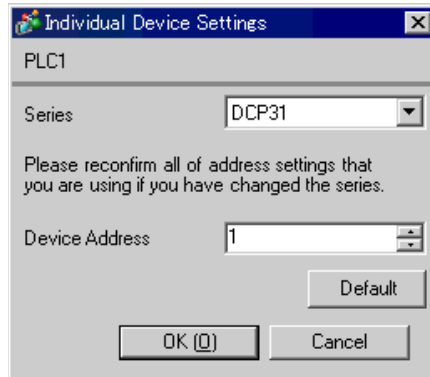 Individual Device Settings
PLC1
Series
DCP31
Please reconfirm all of address settings that
you are using if you have changed the series.
Device Address
1
Default
OK (O)
Cancel